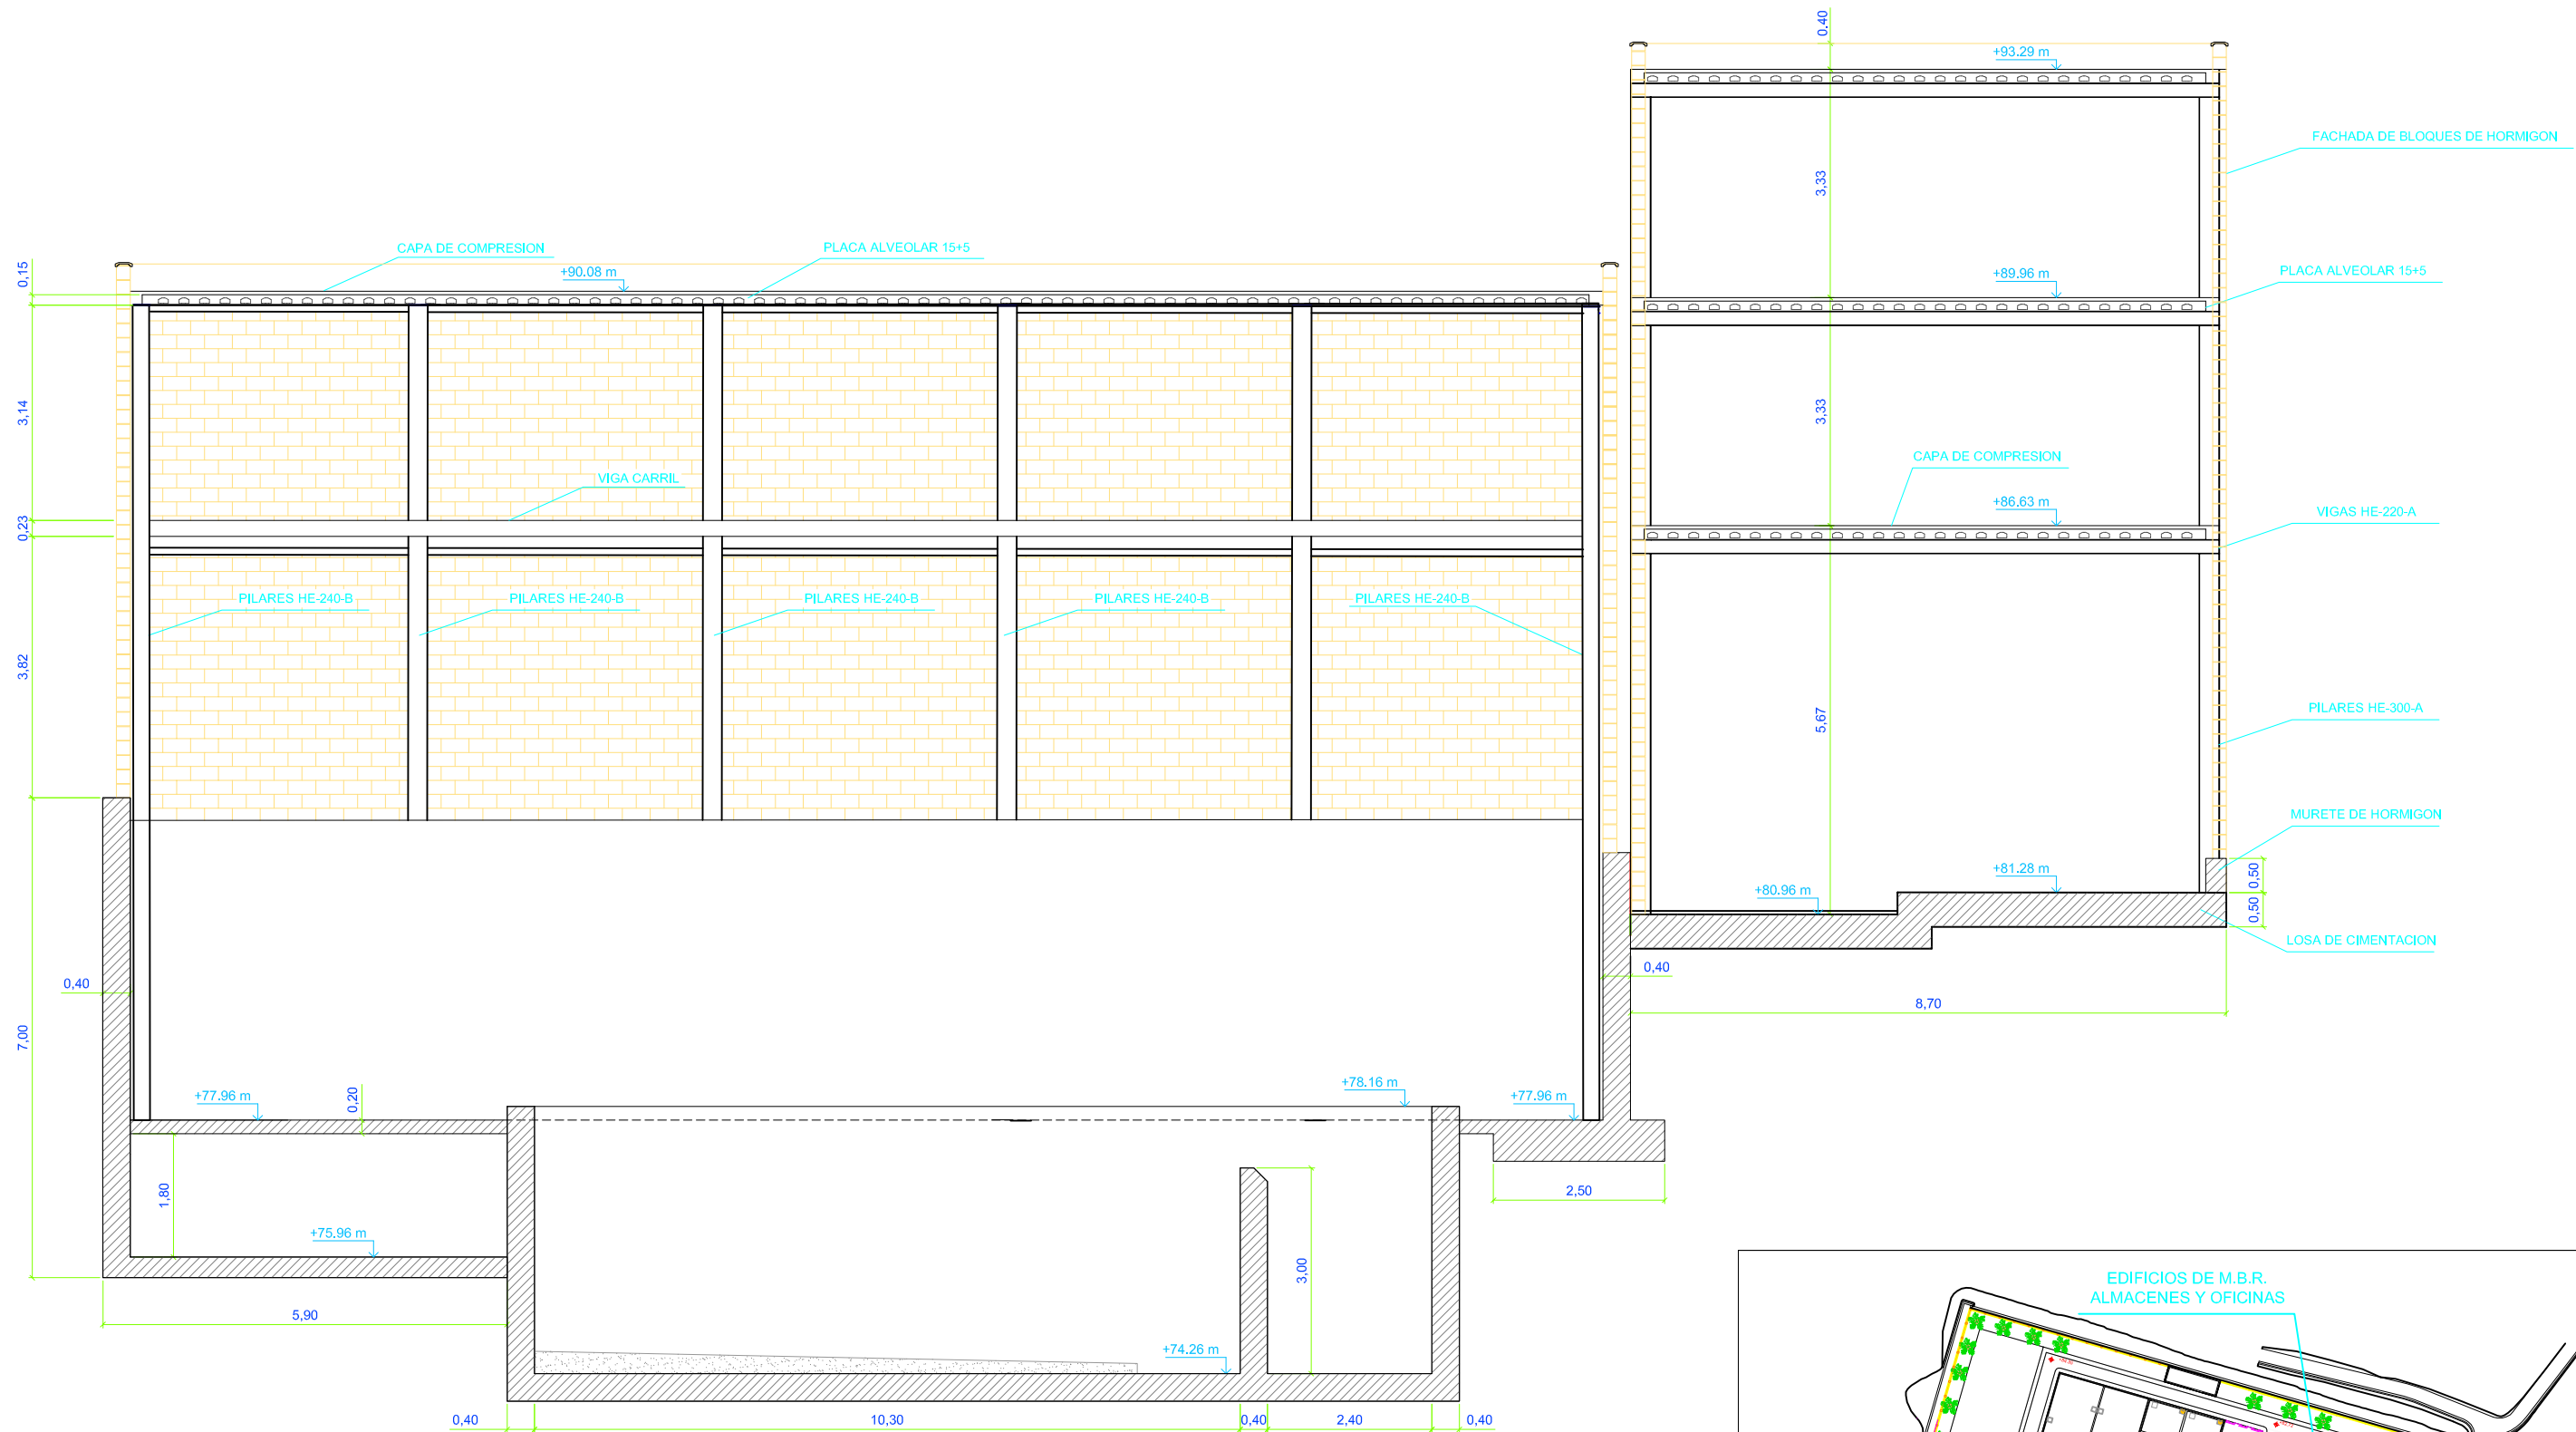 0.40
+93.29 m
FACHADA DE BLOQUES DE HORMIGON
3,33
CAPA DE COMPRESION
PLACA ALVEOLAR 15+5
0,15
+90.08 m
+89.96 m
PLACA ALVEOLAR 15+5
3,14
3,33
CAPA DE COMPRESION
VIGA CARRIL
+86.63 m
VIGAS HE-220-A
0,23
PILARES HE-240-B
PILARES HE-240-B
PILARES HE-240-B
PILARES HE-240-B
PILARES HE-240-B
3,82
5,67
PILARES HE-300-A
MURETE DE HORMIGON
+81.28 m
0,50
+80.96 m
0,50
LOSA DE CIMENTACION
0,40
0,40
8,70
7,00
+77.96 m
0,20
+78.16 m
+77.96 m
1,80
2,50
+75.96 m
3,00
5,90
+74.26 m
0,40
10,30
0,40
2,40
0,40
EDIFICIOS DE M.B.R.
ALMACENES Y OFICINAS